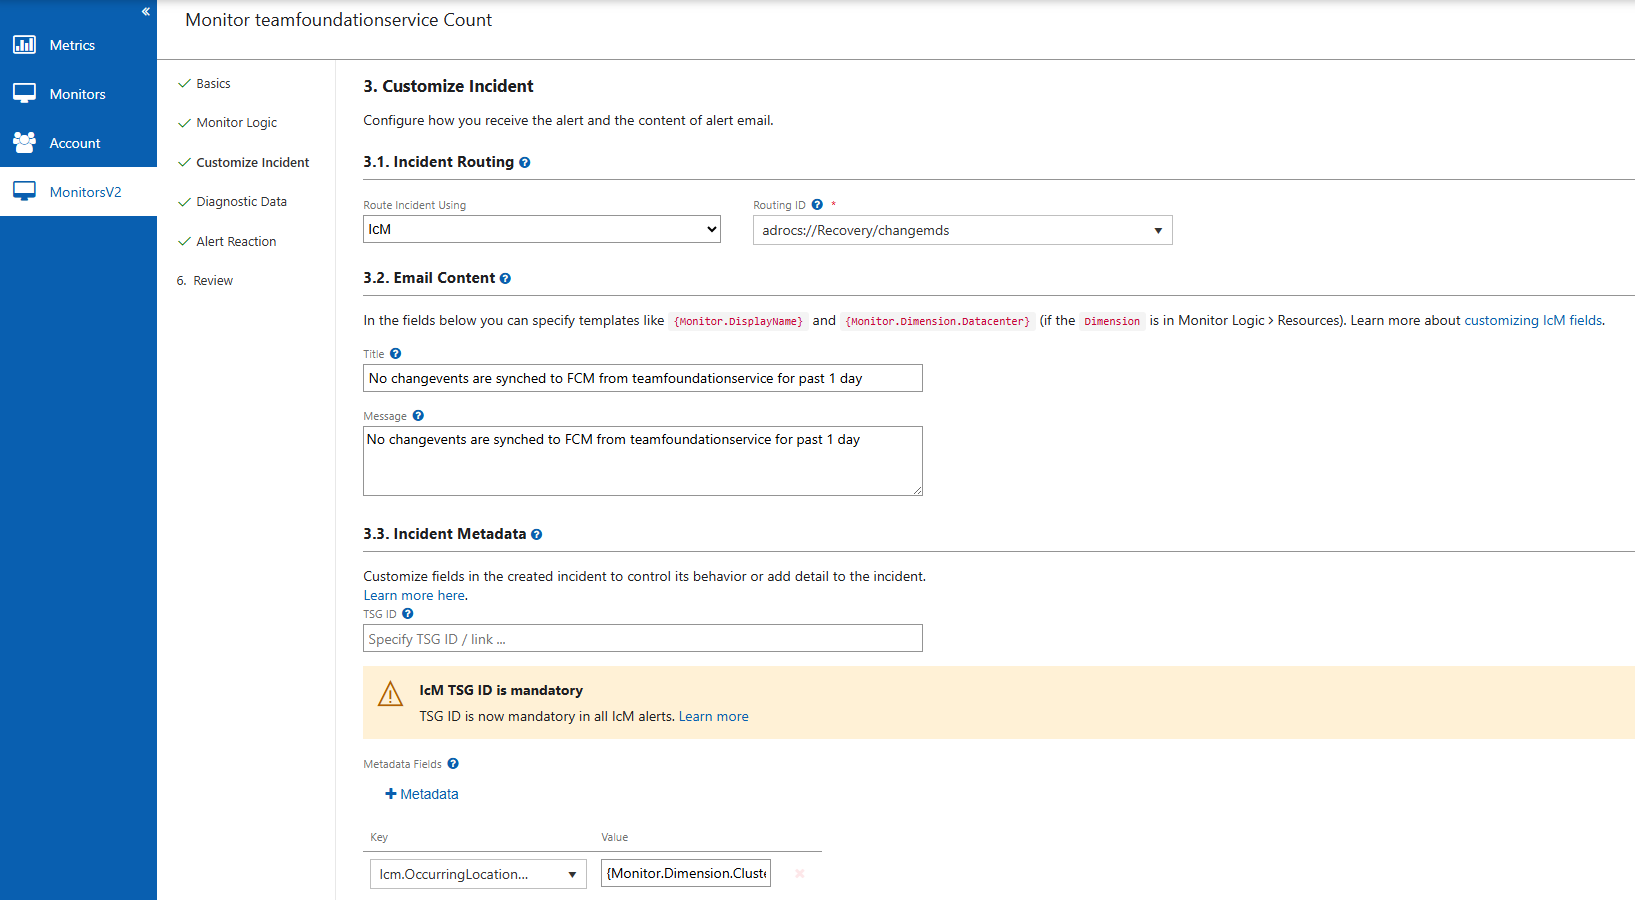 «
Monitor teamfoundationservice Count
Metrics
Monitors
Account
MonitorsV2
Basics
Monitor Logic
Customize Incident
Diagnostic Data
Alert Reaction
6. Review
3. Customize Incident
Configure how you receive the alert and the content of alert email.
3.1. Incident Routing ?
Route Incident Using
IcM
Routing ID ? *
adrocs://Recovery/changemds
3.2. Email Content ?
In the fields below you can specify templates like {Monitor.DisplayName} and {Monitor.Dimension.Datacenter} (if the Dimension is in Monitor Logic > Resources). Learn more about customizing IcM fields.
Title ?
No changevents are synched to FCM from teamfoundationservice for past 1 day
Message ?
No changevents are synched to FCM from teamfoundationservice for past 1 day
3.3. Incident Metadata ?
Customize fields in the created incident to control its behavior or add detail to the incident.
Learn more here.
TSG ID ?
Specify TSG ID / link ...
IcM TSG ID is mandatory
TSG ID is now mandatory in all IcM alerts. Learn more
Metadata Fields ?
+ Metadata
Key Value
Icm.OccurringLocation... {Monitor.Dimension.Cluste